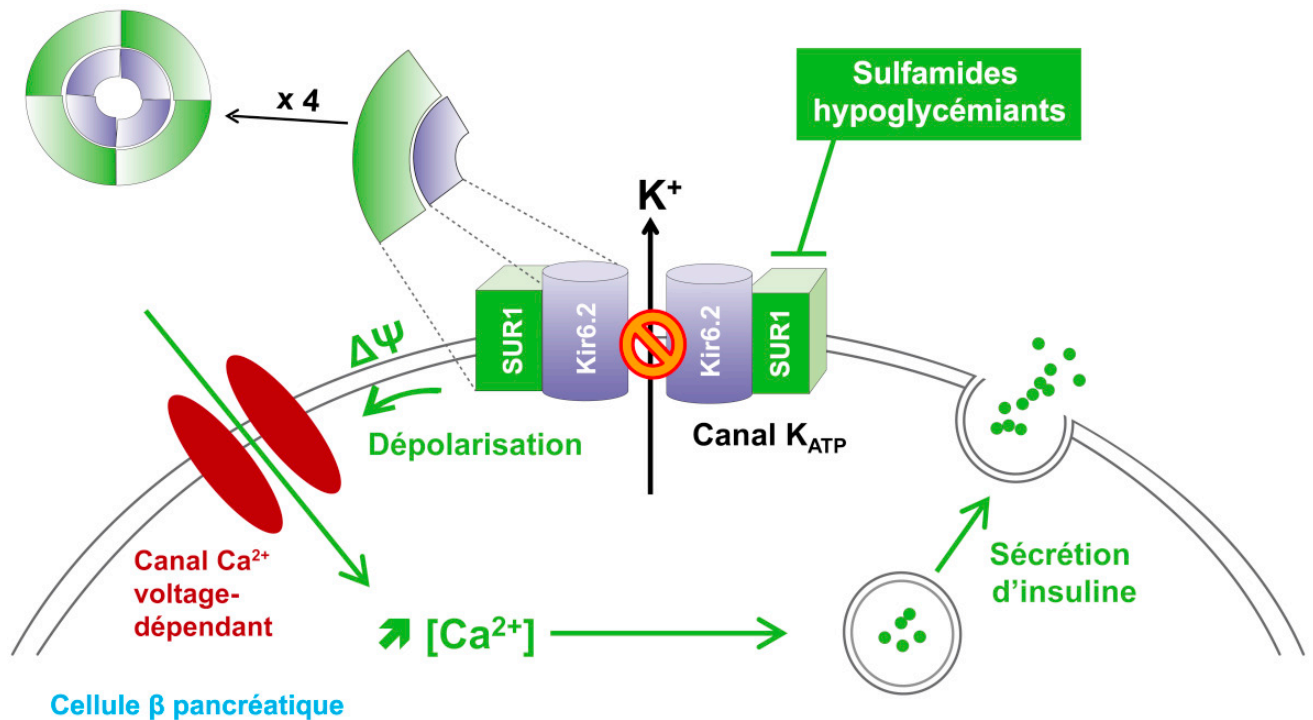 x 4
Sulfamides
hypoglycémiants
K⁺
SUR1
Kir6.2
Kir6.2
SUR1
ΔΨ
Dépolarisation
Canal K_ATP
Canal Ca²⁺
voltage-
dépendant
[Ca²⁺]
Sécrétion
d’insuline
Cellule β pancréatique